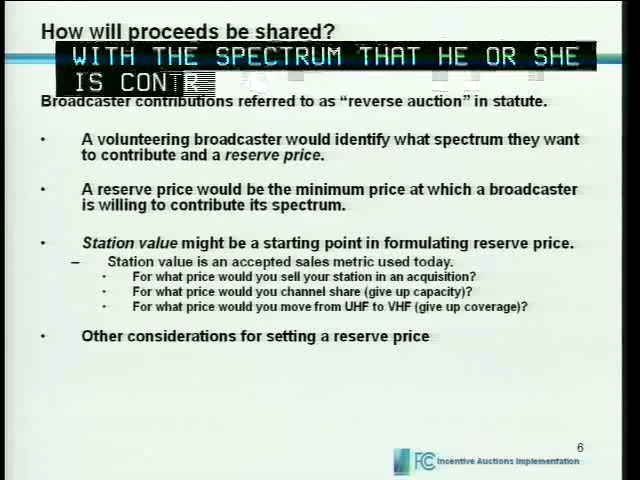 How will proceeds be shared?
WITH THE SPECTRUM THAT HE OR SHE
IS CONTR
Broadcaster contributions referred to as “reverse auction” in statute.
• A volunteering broadcaster would identify what spectrum they want
to contribute and a reserve price.
• A reserve price would be the minimum price at which a broadcaster
is willing to contribute its spectrum.
• Station value might be a starting point in formulating reserve price.
– Station value is an accepted sales metric used today.
• For what price would you sell your station in an acquisition?
• For what price would you channel share (give up capacity)?
• For what price would you move from UHF to VHF (give up coverage)?
• Other considerations for setting a reserve price
6
FCC Incentive Auctions Implementation